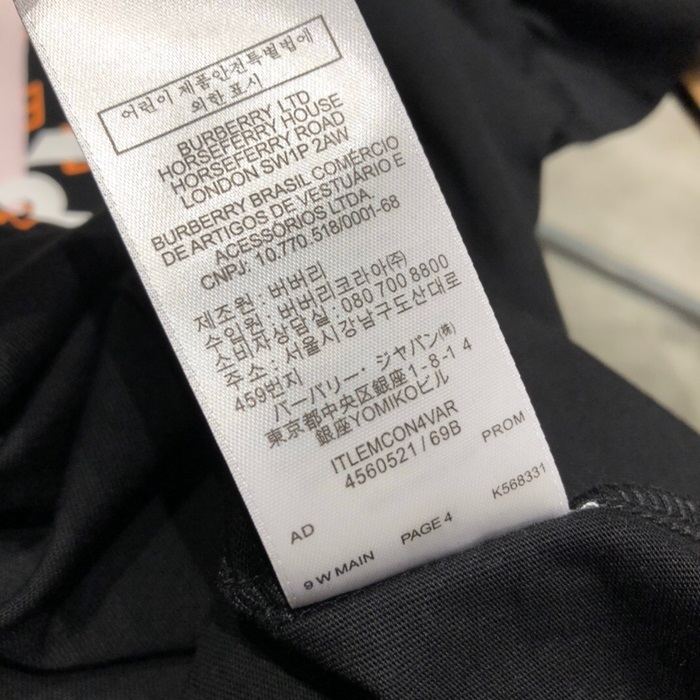 어린이 제품안전특별법에
의한 표시
BURBERRY LTD
HORSEFERRY HOUSE
HORSEFERRY ROAD
LONDON SW1P 2AW
BURBERRY BRASIL COMÉRCIO
DE ARTIGOS DE VESTUÁRIO E
ACESSÓRIOS LTDA.
CNPJ: 10.770.518/0001-68
제조원 : 버버리
수입원 : 버버리코리아(주)
소비자상담실 : 080 700 8800
주소 : 서울시강남구도산대로
459번지
バーバリー・ジャパン(株)
東京都中央区銀座1-8-14
銀座YOMIKOビル
ITLEMCON4VAR
4560521 / 69B
PROM
AD
K568331
9 W MAIN
PAGE 4